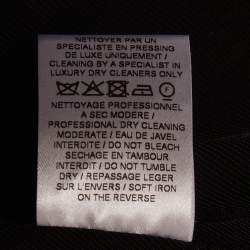 NETTOYER PAR UN
SPECIALISTE EN PRESSING
DE LUXE UNIQUEMENT /
CLEANING BY A SPECIALIST IN
LUXURY DRY CLEANERS ONLY
NETTOYAGE PROFESSIONNEL
A SEC MODERE /
PROFESSIONAL DRY CLEANING
MODERATE / EAU DE JAVEL
INTERDITE / DO NOT BLEACH
SECHAGE EN TAMBOUR
INTERDIT / DO NOT TUMBLE
DRY / REPASSAGE LEGER
SUR L'ENVERS / SOFT IRON
ON THE REVERSE